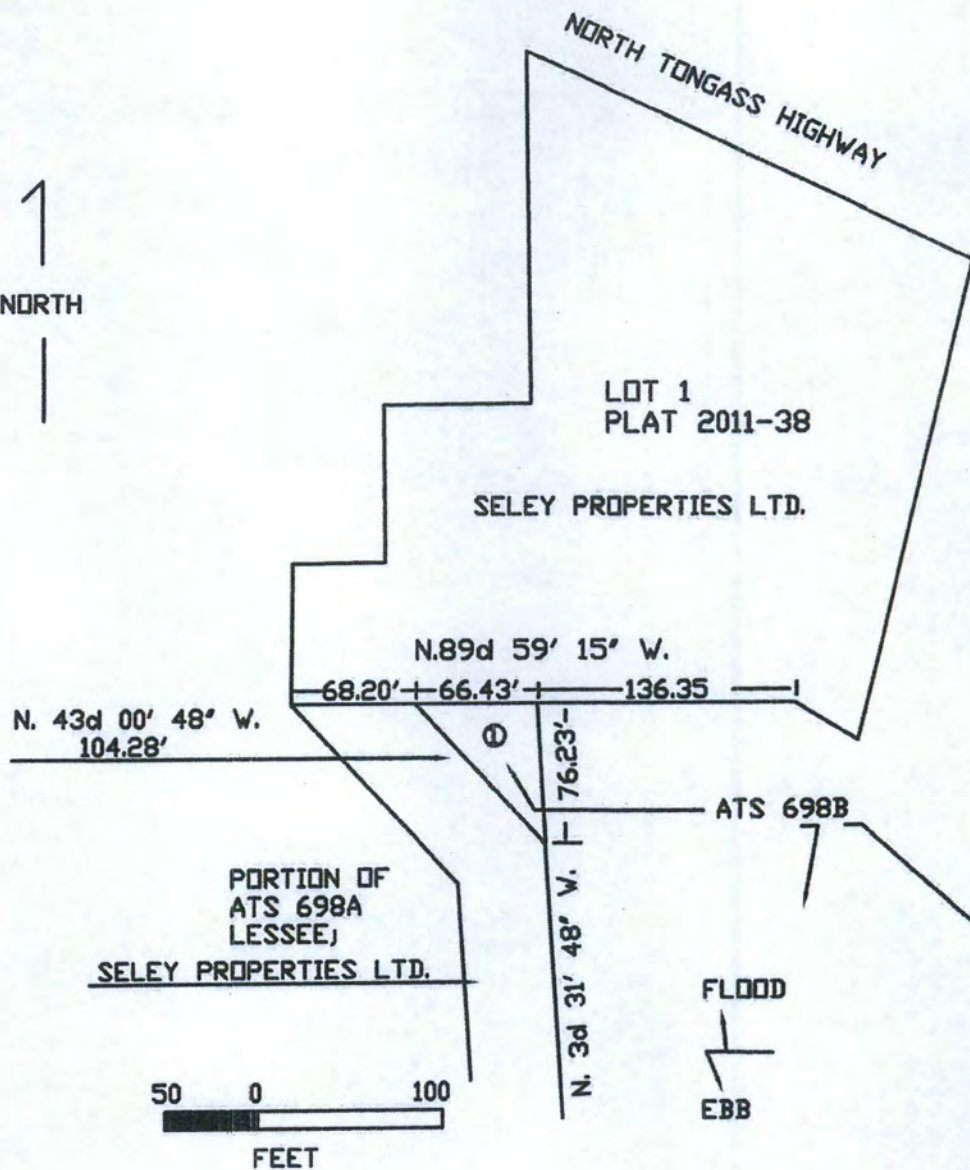 NORTH TONGASS HIGHWAY
NORTH
LOT 1
PLAT 2011-38
SELEY PROPERTIES LTD.
N.89d 59' 15" W.
68.20'
66.43'
136.35
N. 43d 00' 48" W.
104.28'
1
76.23'
ATS 698B
PORTION OF
ATS 698A
LESSEE;
SELEY PROPERTIES LTD.
N. 3d 31' 48" W.
FLOOD
EBB
50 0 100
FEET